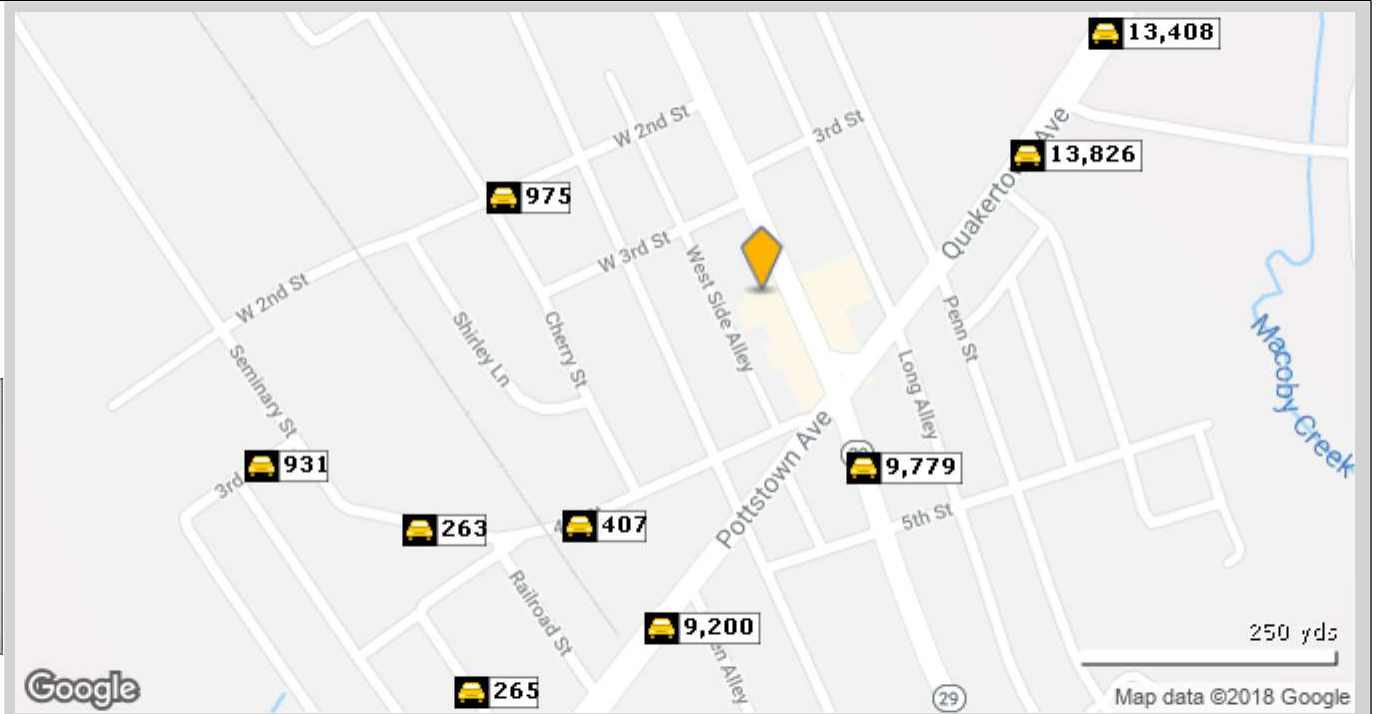 13,408
W 2nd St
3rd St
13,826
Quakerto
Ave
975
W 3rd St
West Side Alley
W 2nd St
Shirley Ln
Cherry St
Penn St
Macoby Creek
Seminary St
Long Alley
Pottstown Ave
931
3rd
9,779
263
407
5th St
Railroad St
9,200
250 yds
Google
265
29
Map data ©2018 Google